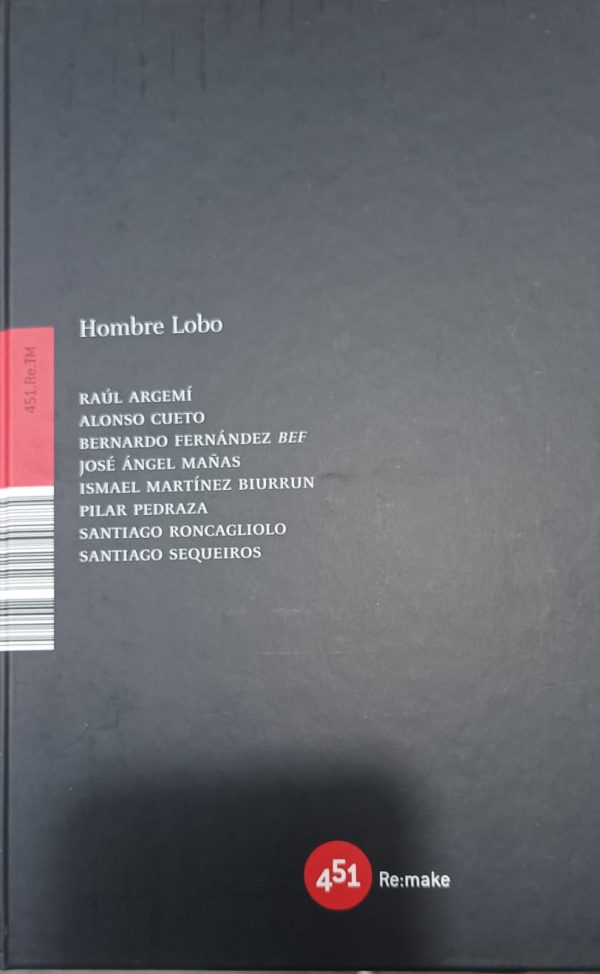 Hombre Lobo
451.Re:TM
RAÚL ARGEMÍ
ALONSO CUETO
BERNARDO FERNÁNDEZ BEF
JOSÉ ÁNGEL MAÑAS
ISMAEL MARTÍNEZ BIURRUN
PILAR PEDRAZA
SANTIAGO RONCAGLIOLO
SANTIAGO SEQUEIROS
451 Re:make